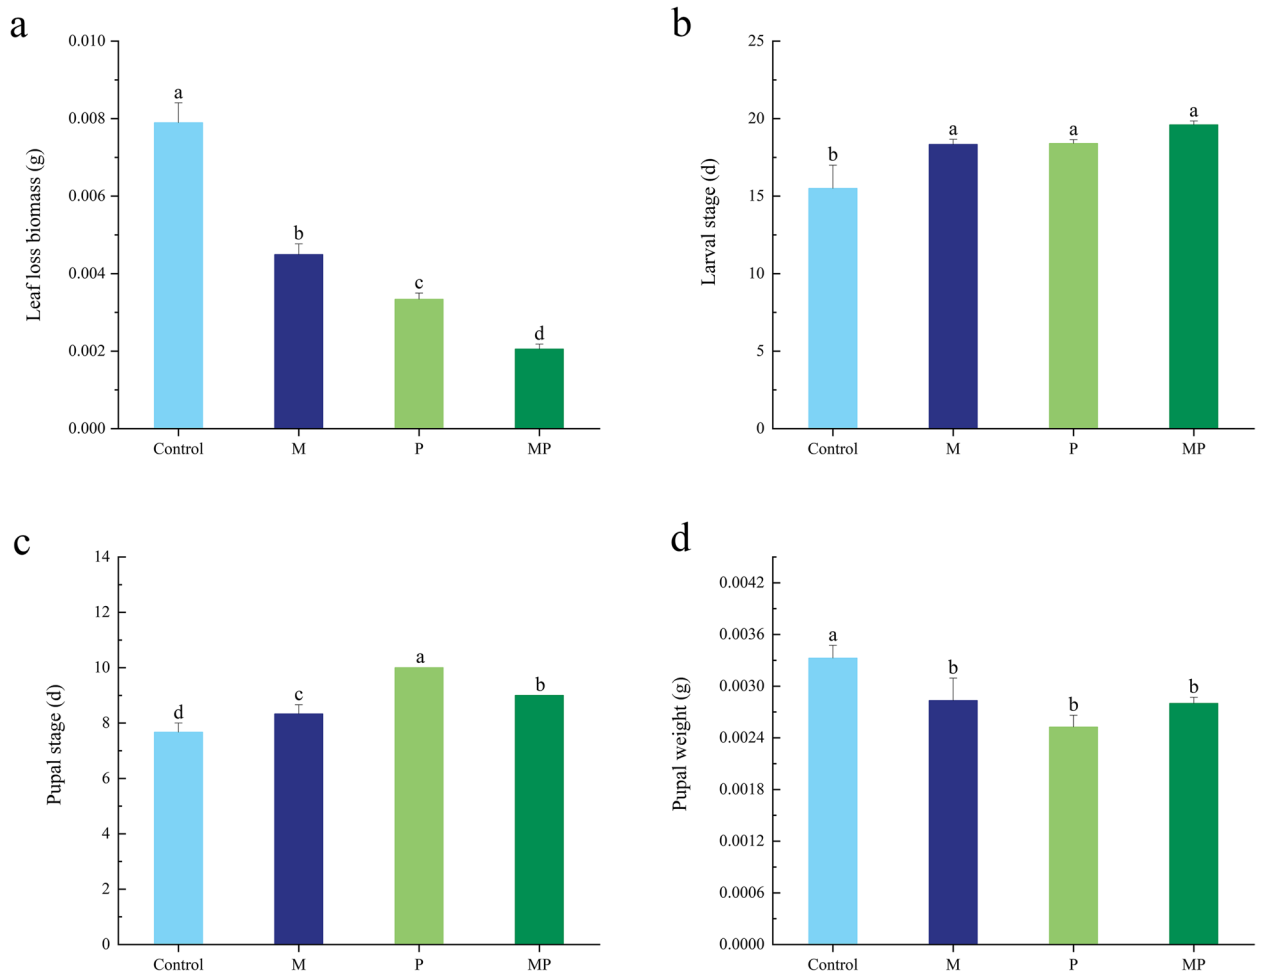 a
Leaf loss biomass (g)
0.010
0.008
0.006
0.004
0.002
0.000
a
b
c
d
Control M P MP
b
Larval stage (d)
25
20
15
10
5
0
b
a
a
a
Control M P MP
c
Pupal stage (d)
14
12
10
8
6
4
2
0
d
c
a
b
Control M P MP
d
Pupal weight (g)
0.0042
0.0036
0.0030
0.0024
0.0018
0.0012
0.0006
0.0000
a
b
b
b
Control M P MP